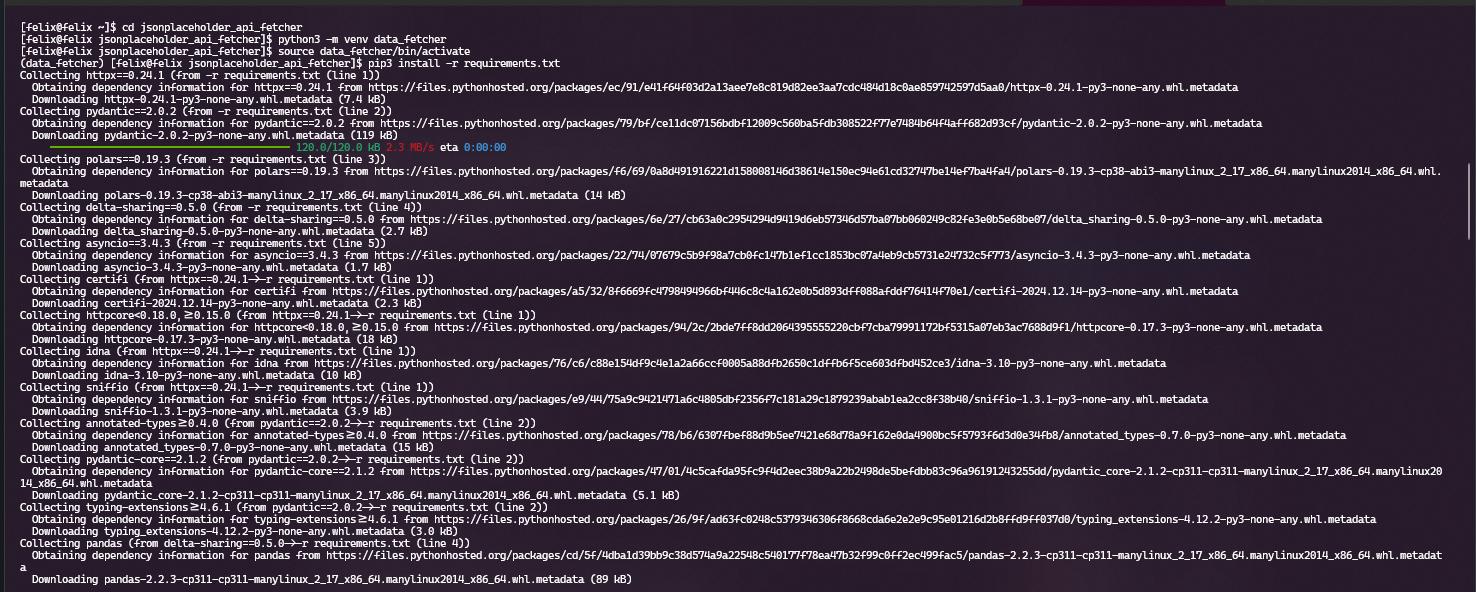 [felix@felix ~]$ cd jsonplaceholder_api_fetcher
[felix@felix jsonplaceholder_api_fetcher]$ python3 -m venv data_fetcher
[felix@felix jsonplaceholder_api_fetcher]$ source data_fetcher/bin/activate
(data_fetcher) [felix@felix jsonplaceholder_api_fetcher]$ pip3 install -r requirements.txt
Collecting httpx==0.24.1 (from -r requirements.txt (line 1))
  Obtaining dependency information for httpx==0.24.1 from https://files.pythonhosted.org/packages/ec/91/e41f64f03d2a13aee7e8c819d82ee3aa7cdc484d18c0ae859742597d5aa0/httpx-0.24.1-py3-none-any.whl.metadata
  Downloading httpx-0.24.1-py3-none-any.whl.metadata (7.4 kB)
Collecting pydantic==2.0.2 (from -r requirements.txt (line 2))
  Obtaining dependency information for pydantic==2.0.2 from https://files.pythonhosted.org/packages/79/bf/ce11dc07156bdbf12009c560ba5fdb308522f77e7484b64f4aff682d93cf/pydantic-2.0.2-py3-none-any.whl.metadata
  Downloading pydantic-2.0.2-py3-none-any.whl.metadata (119 kB)
120.0/120.0 kB 2.3 MB/s eta 0:00:00
Collecting polars==0.19.3 (from -r requirements.txt (line 3))
  Obtaining dependency information for polars==0.19.3 from https://files.pythonhosted.org/packages/f6/69/0a8d491916221d158008146d38614e150ec94e61cd32747be14ef7ba4fa4/polars-0.19.3-cp38-abi3-manylinux_2_17_x86_64.manylinux2014_x86_64.whl.
metadata
  Downloading polars-0.19.3-cp38-abi3-manylinux_2_17_x86_64.manylinux2014_x86_64.whl.metadata (14 kB)
Collecting delta-sharing==0.5.0 (from -r requirements.txt (line 4))
  Obtaining dependency information for delta-sharing==0.5.0 from https://files.pythonhosted.org/packages/6e/27/cb63a0c2954294d9419d6eb57346d57ba07bb060249c82fe3e0b5e68be07/delta_sharing-0.5.0-py3-none-any.whl.metadata
  Downloading delta_sharing-0.5.0-py3-none-any.whl.metadata (2.7 kB)
Collecting asyncio==3.4.3 (from -r requirements.txt (line 5))
  Obtaining dependency information for asyncio==3.4.3 from https://files.pythonhosted.org/packages/22/74/07679c5b9f98a7cb0fc147b1ef1cc1853bc07a4eb9cb5731e24732c5f773/asyncio-3.4.3-py3-none-any.whl.metadata
  Downloading asyncio-3.4.3-py3-none-any.whl.metadata (1.7 kB)
Collecting certifi (from httpx==0.24.1->-r requirements.txt (line 1))
  Obtaining dependency information for certifi from https://files.pythonhosted.org/packages/a5/32/8f6669fc4798494966bf446c8c4a162e0b5d893dff088afddf76414f70e1/certifi-2024.12.14-py3-none-any.whl.metadata
  Downloading certifi-2024.12.14-py3-none-any.whl.metadata (2.3 kB)
Collecting httpcore<0.18.0,>=0.15.0 (from httpx==0.24.1->-r requirements.txt (line 1))
  Obtaining dependency information for httpcore<0.18.0,>=0.15.0 from https://files.pythonhosted.org/packages/94/2c/2bde7ff8dd2064395555220cbf7cba79991172bf5315a07eb3ac7688d9f1/httpcore-0.17.3-py3-none-any.whl.metadata
  Downloading httpcore-0.17.3-py3-none-any.whl.metadata (18 kB)
Collecting idna (from httpx==0.24.1->-r requirements.txt (line 1))
  Obtaining dependency information for idna from https://files.pythonhosted.org/packages/76/c6/c88e154df9c4e1a2a66ccf0005a88dfb2650c1dffb6f5ce603dfbd452ce3/idna-3.10-py3-none-any.whl.metadata
  Downloading idna-3.10-py3-none-any.whl.metadata (10 kB)
Collecting sniffio (from httpx==0.24.1->-r requirements.txt (line 1))
  Obtaining dependency information for sniffio from https://files.pythonhosted.org/packages/e9/44/75a9c9421471a6c4805dbf2356f7c181a29c1879239abab1ea2cc8f38b40/sniffio-1.3.1-py3-none-any.whl.metadata
  Downloading sniffio-1.3.1-py3-none-any.whl.metadata (3.9 kB)
Collecting annotated-types>=0.4.0 (from pydantic==2.0.2->-r requirements.txt (line 2))
  Obtaining dependency information for annotated-types>=0.4.0 from https://files.pythonhosted.org/packages/78/b6/6307fbef88d9b5ee7421e68d78a9f162e0da4900bc5f5793f6d3d0e34fb8/annotated_types-0.7.0-py3-none-any.whl.metadata
  Downloading annotated_types-0.7.0-py3-none-any.whl.metadata (15 kB)
Collecting pydantic-core==2.1.2 (from pydantic==2.0.2->-r requirements.txt (line 2))
  Obtaining dependency information for pydantic-core==2.1.2 from https://files.pythonhosted.org/packages/47/01/4c5cafda95fc9f4d2eec38b9a22b2498de5befdbb83c96a96191243255dd/pydantic_core-2.1.2-cp311-cp311-manylinux_2_17_x86_64.manylinux20
14_x86_64.whl.metadata
  Downloading pydantic_core-2.1.2-cp311-cp311-manylinux_2_17_x86_64.manylinux2014_x86_64.whl.metadata (5.1 kB)
Collecting typing-extensions>=4.6.1 (from pydantic==2.0.2->-r requirements.txt (line 2))
  Obtaining dependency information for typing-extensions>=4.6.1 from https://files.pythonhosted.org/packages/26/9f/ad63fc0248c5379346306f8668cda6e2e2e9c95e01216d2b8ffd9ff037d0/typing_extensions-4.12.2-py3-none-any.whl.metadata
  Downloading typing_extensions-4.12.2-py3-none-any.whl.metadata (3.0 kB)
Collecting pandas (from delta-sharing==0.5.0->-r requirements.txt (line 4))
  Obtaining dependency information for pandas from https://files.pythonhosted.org/packages/cd/5f/4dba1d39bb9c38d574a9a22548c540177f78ea47b32f99c0ff2ec499fac5/pandas-2.2.3-cp311-cp311-manylinux_2_17_x86_64.manylinux2014_x86_64.whl.metadat
a
  Downloading pandas-2.2.3-cp311-cp311-manylinux_2_17_x86_64.manylinux2014_x86_64.whl.metadata (89 kB)